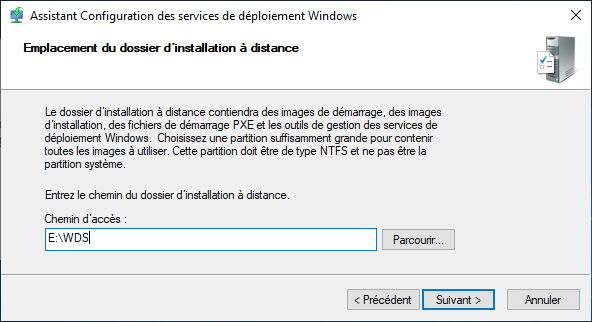 Assistant Configuration des services de déploiement Windows
Emplacement du dossier d'installation à distance
Le dossier d'installation à distance contiendra des images de démarrage, des images
d'installation, des fichiers de démarrage PXE et les outils de gestion des services de
déploiement Windows. Choisissez une partition suffisamment grande pour contenir
toutes les images à utiliser. Cette partition doit être de type NTFS et ne pas être la
partition système.
Entrez le chemin du dossier d'installation à distance.
Chemin d'accès :
E:\WDS
Parcourir...
< Précédent
Suivant >
Annuler